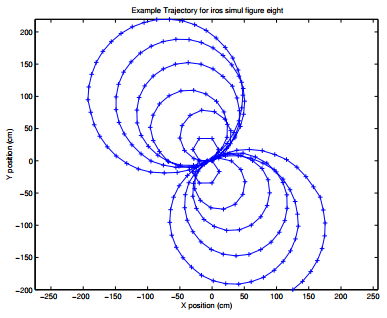 Example Trajectory for iros simul figure eight
200
150
100
50
0
−50
−100
−150
−200
−250 −200 −150 −100 −50 0 50 100 150 200 250
Y position (cm)
X position (cm)